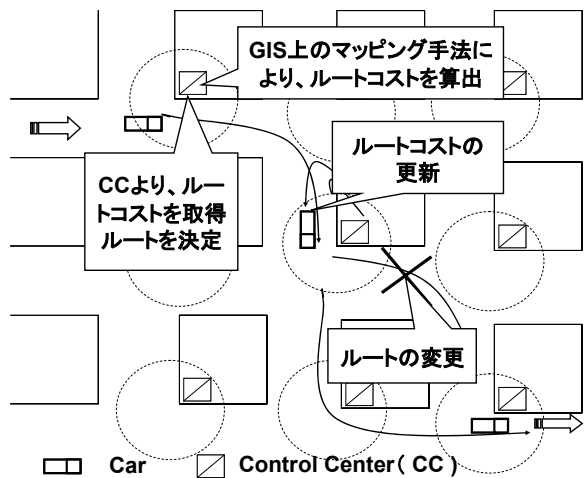 GIS上のマッピング手法に
より、ルートコストを算出
ルートコストの
更新
CCより、ルー
トコストを取得
ルートを決定
ルートの変更
Car
Control Center( CC )